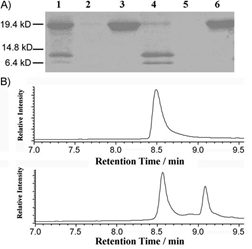 A)
1 2 3 4 5 6
19.4 kD
14.8 kD
6.4 kD
B)
Relative Intensity
7.0 7.5 8.0 8.5 9.0 9.5
Retention Time / min
Relative Intensity
7.0 7.5 8.0 8.5 9.0 9.5
Retention Time / min